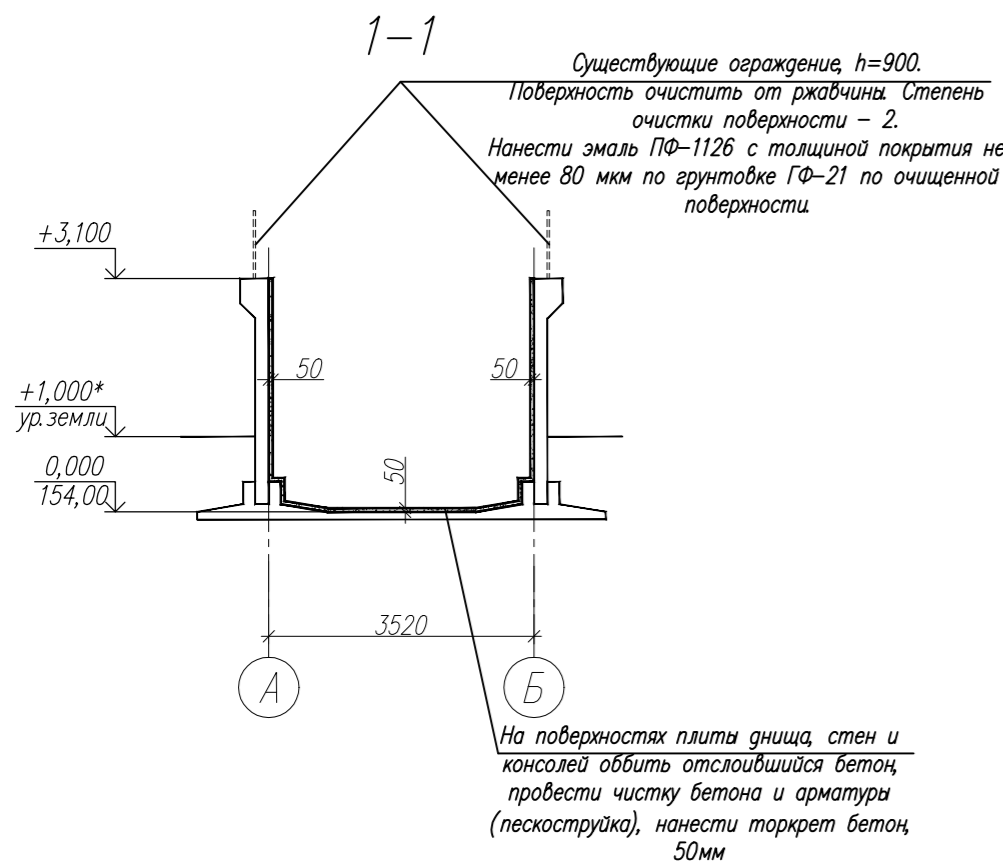 1-1
Существующие ограждение, h=900.
Поверхность очистить от ржавчины. Степень
очистки поверхности – 2.
Нанести эмаль ПФ-1126 с толщиной покрытия не
менее 80 мкм по грунтовке ГФ-21 по очищенной
поверхности.
+3,100
50
50
+1,000*
ур.земли
0,000
154,00
50
3520
А
Б
На поверхностях плиты днища, стен и
консолей оббить отслоившийся бетон,
провести чистку бетона и арматуры
(пескоструйка), нанести торкрет бетон,
50мм